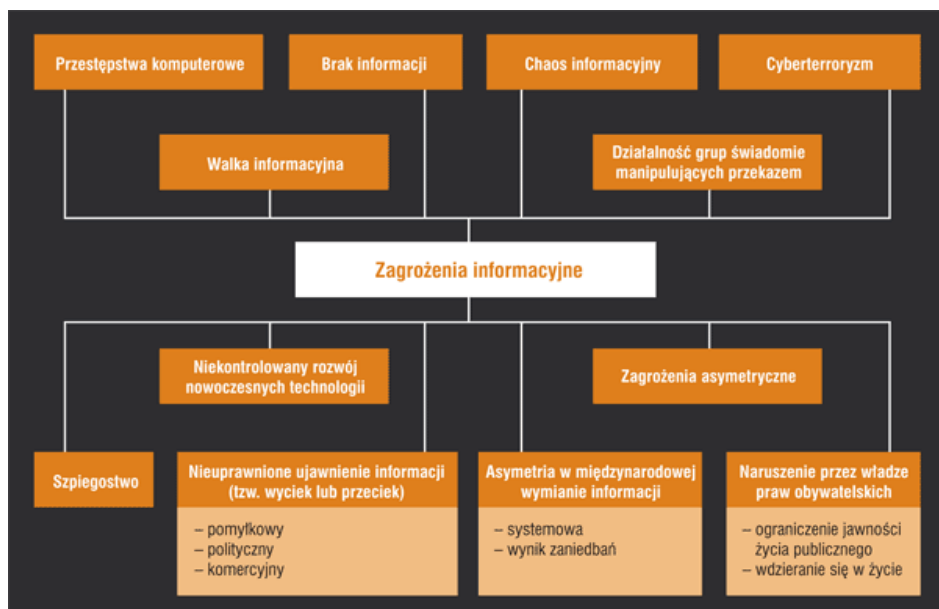 Przestępstwa komputerowe
Brak informacji
Chaos informacyjny
Cyberterroryzm
Walka informacyjna
Działalność grup świadomie
manipulujących przekazem
Zagrożenia informacyjne
Niekontrolowany rozwój
nowoczesnych technologii
Zagrożenia asymetryczne
Szpiegostwo
Nieuprawnione ujawnienie informacji
(tzw. wyciek lub przeciek)
– pomyłkowy
– polityczny
– komercyjny
Asymetria w międzynarodowej
wymianie informacji
– systemowa
– wynik zaniedbań
Naruszenie przez władze
praw obywatelskich
– ograniczenie jawności
życia publicznego
– wdzieranie się w życie